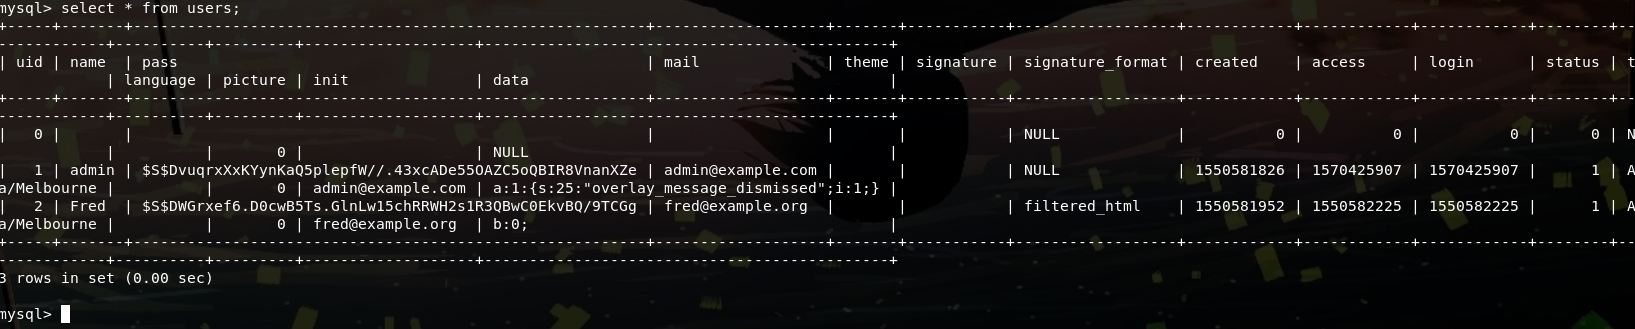 mysql> select * from users;
+-----+-------+---------------------------------------------------------+-------------------+-------+-----------+------------------+------------+------------+------------+--------+--
------------+----------+---------+-------------------+---------------------------------------------+
| uid | name  | pass                                                    | mail              | theme | signature | signature_format | created    | access     | login      | status | t
            | language | picture | init              | data                                        |
+-----+-------+---------------------------------------------------------+-------------------+-------+-----------+------------------+------------+------------+------------+--------+--
------------+----------+---------+-------------------+---------------------------------------------+
|   0 |       |                                                         |                   |       |           | NULL             |          0 |          0 |          0 |      0 | N
            |          |       0 |                   | NULL                                        |
|   1 | admin | $S$DvuqrxXxKYynKaQ5plepfW//.43xcADe55OAZC5oQBIR8VnanXZe | admin@example.com |       |           | NULL             | 1550581826 | 1570425907 | 1570425907 |      1 | A
a/Melbourne |          |       0 | admin@example.com | a:1:{s:25:"overlay_message_dismissed";i:1;} |
|   2 | Fred  | $S$DWGrxef6.D0cwB5Ts.GlnLw15chRRWH2s1R3QBwC0EkvBQ/9TCGg | fred@example.org  |       |           | filtered_html    | 1550581952 | 1550582225 | 1550582225 |      1 | A
a/Melbourne |          |       0 | fred@example.org  | b:0;                                        |
+-----+-------+---------------------------------------------------------+-------------------+-------+-----------+------------------+------------+------------+------------+--------+--
------------+----------+---------+-------------------+---------------------------------------------+
3 rows in set (0.00 sec)
mysql>